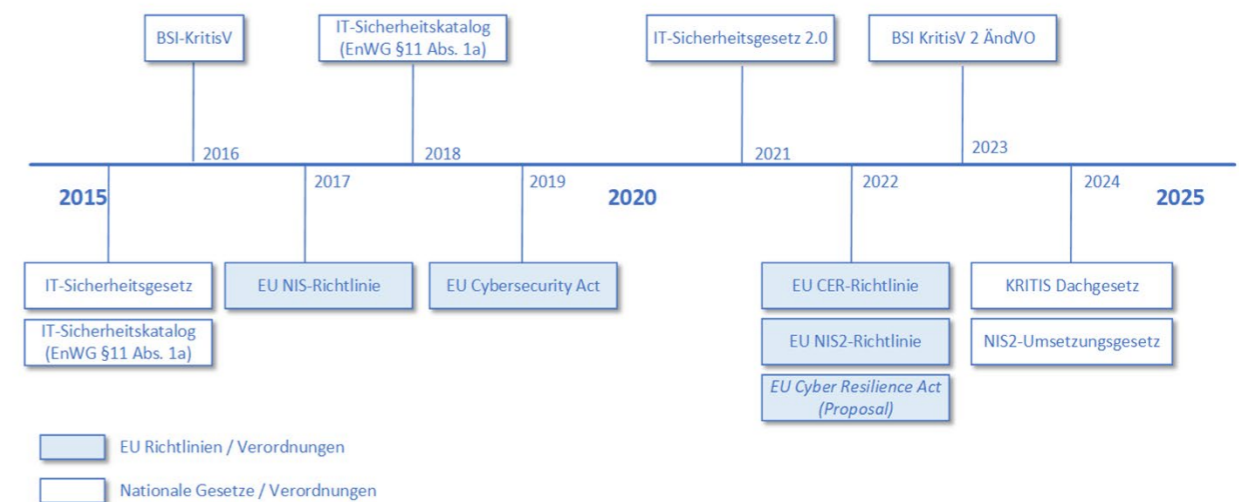 BSI-KritisV
IT-Sicherheitskatalog
(EnWG §11 Abs. 1a)
IT-Sicherheitsgesetz 2.0
BSI KritisV 2 ÄndVO
2016
2018
2021
2023
2015
2017
2019
2020
2022
2024
2025
IT-Sicherheitsgesetz
EU NIS-Richtlinie
EU Cybersecurity Act
EU CER-Richtlinie
KRITIS Dachgesetz
IT-Sicherheitskatalog
(EnWG §11 Abs. 1a)
EU NIS2-Richtlinie
NIS2-Umsetzungsgesetz
EU Cyber Resilience Act
(Proposal)
EU Richtlinien / Verordnungen
Nationale Gesetze / Verordnungen